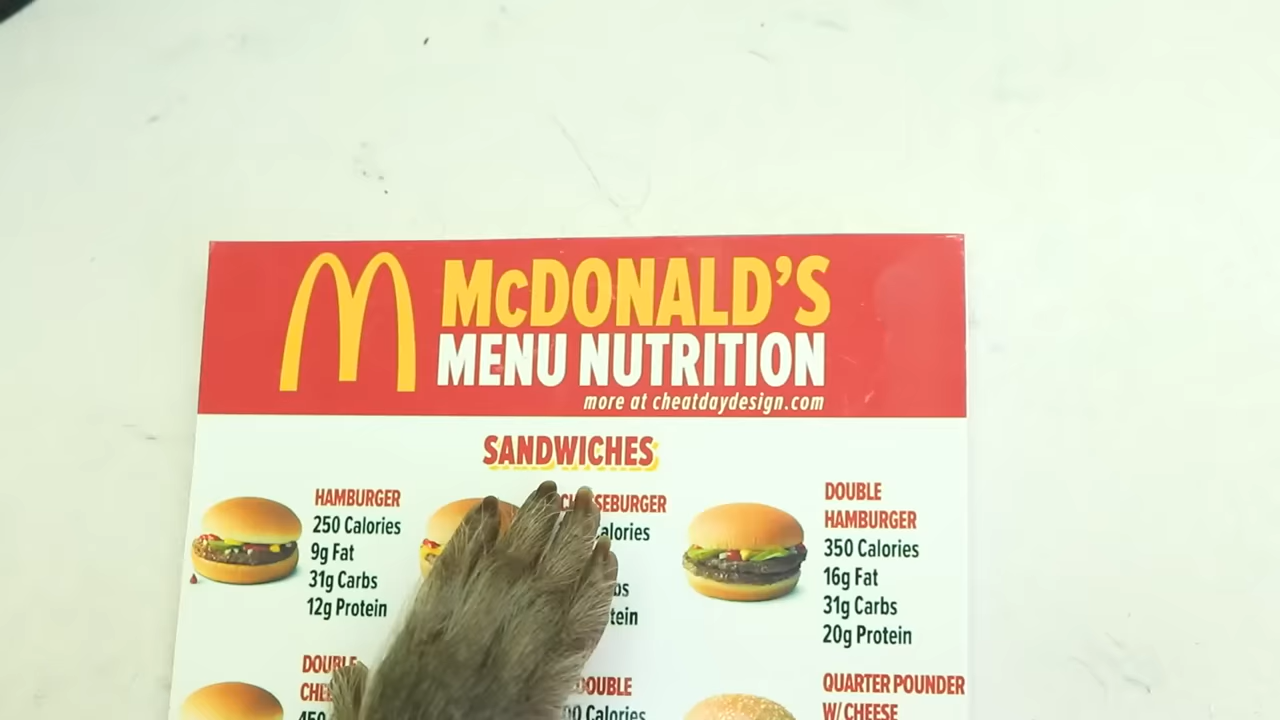 McDONALD'S
MENU NUTRITION
more at cheatdaydesign.com
SANDWICHES
HAMBURGER
250 Calories
9g Fat
31g Carbs
12g Protein
DOUBLE
HAMBURGER
350 Calories
16g Fat
31g Carbs
20g Protein
DOUBLE
QUARTER POUNDER
W/ CHEESE